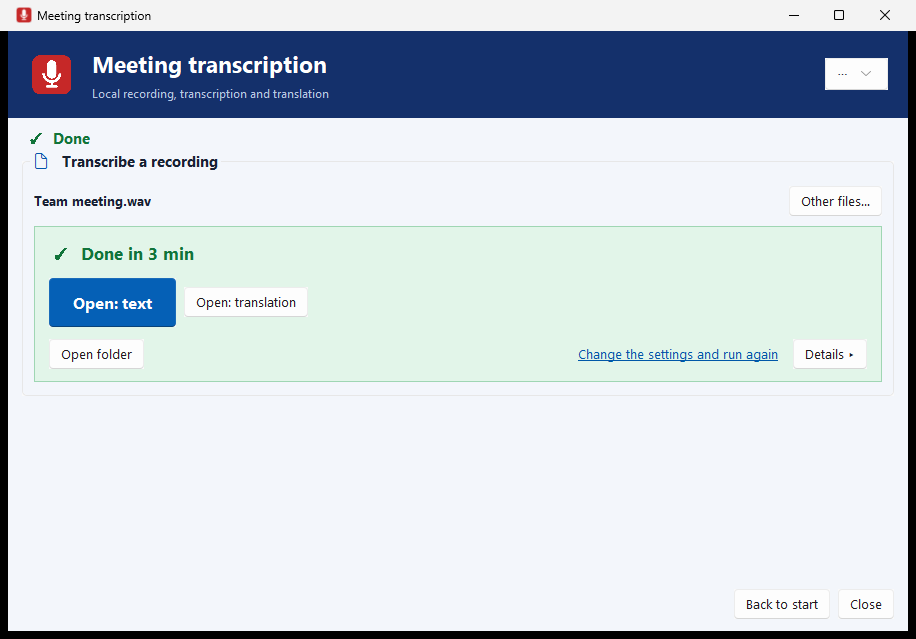 Meeting transcription
Meeting transcription
...
Local recording, transcription and translation
✓ Done
Transcribe a recording
Team meeting.wav
Other files...
✓ Done in 3 min
Open: text
Open: translation
Open folder
Change the settings and run again
Details ▸
Back to start
Close